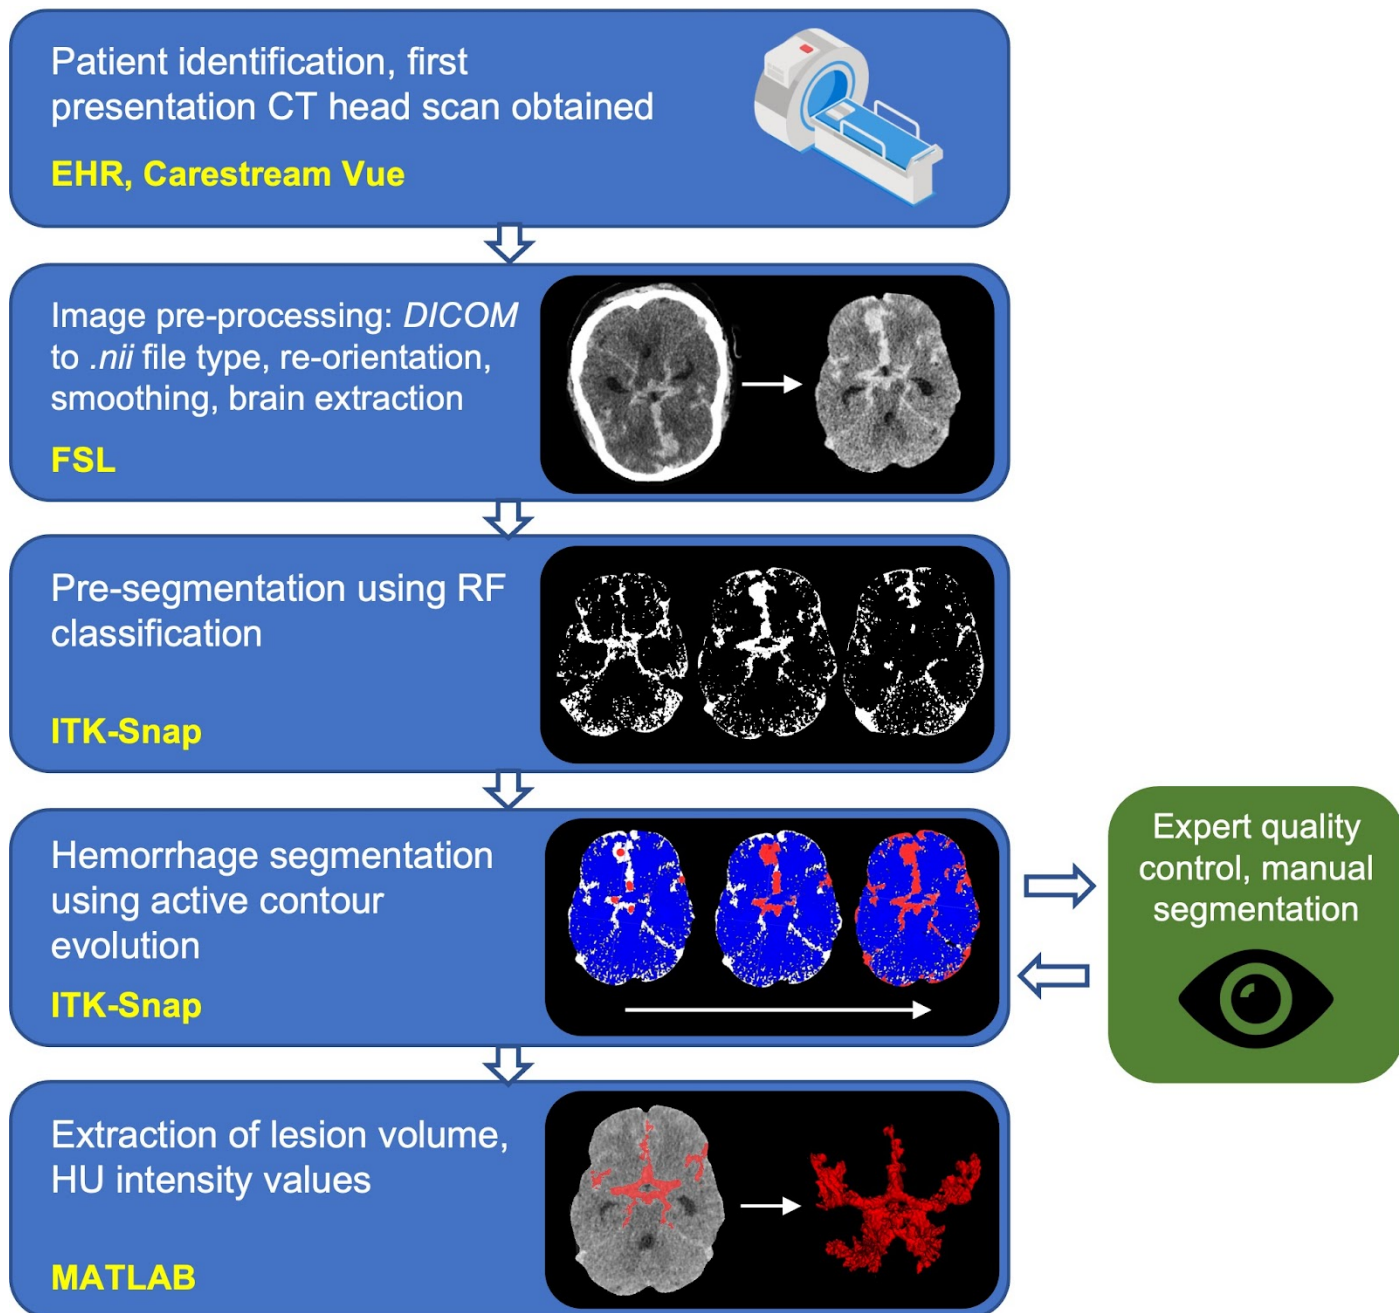 Patient identification, first
presentation CT head scan obtained
EHR, Carestream Vue
Image pre-processing: DICOM
to .nii file type, re-orientation,
smoothing, brain extraction
FSL
Pre-segmentation using RF
classification
ITK-Snap
Hemorrhage segmentation
using active contour
evolution
ITK-Snap
Expert quality
control, manual
segmentation
Extraction of lesion volume,
HU intensity values
MATLAB